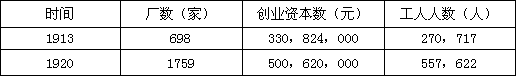 时间 厂数（家） 创业资本数（元） 工人人数（人）
1913 698 330，824，000 270，717
1920 1759 500，620，000 557，622